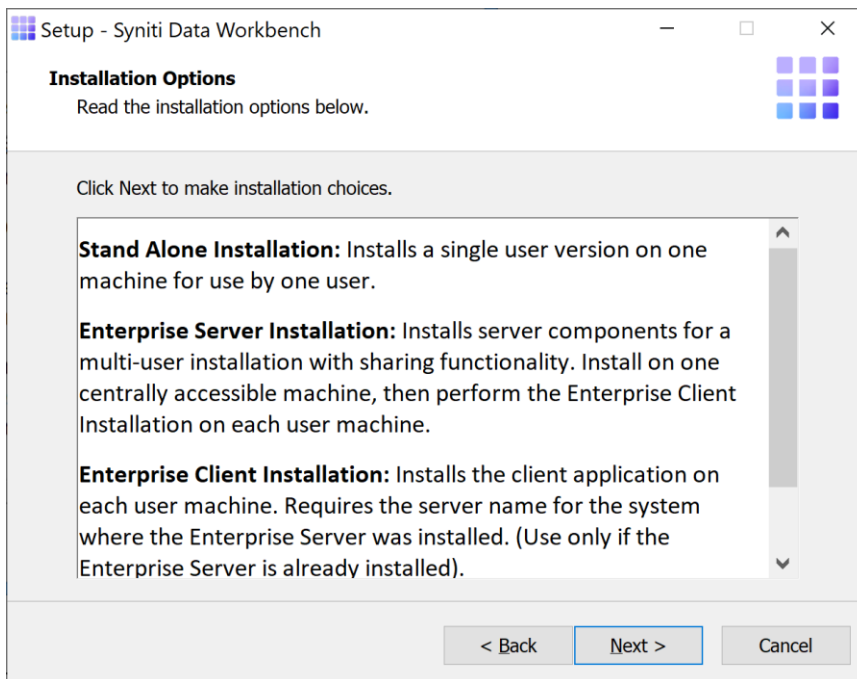 Setup - Syniti Data Workbench
Installation Options
Read the installation options below.
Click Next to make installation choices.
Stand Alone Installation: Installs a single user version on one
machine for use by one user.
Enterprise Server Installation: Installs server components for a
multi-user installation with sharing functionality. Install on one
centrally accessible machine, then perform the Enterprise Client
Installation on each user machine.
Enterprise Client Installation: Installs the client application on
each user machine. Requires the server name for the system
where the Enterprise Server was installed. (Use only if the
Enterprise Server is already installed).
< Back
Next >
Cancel